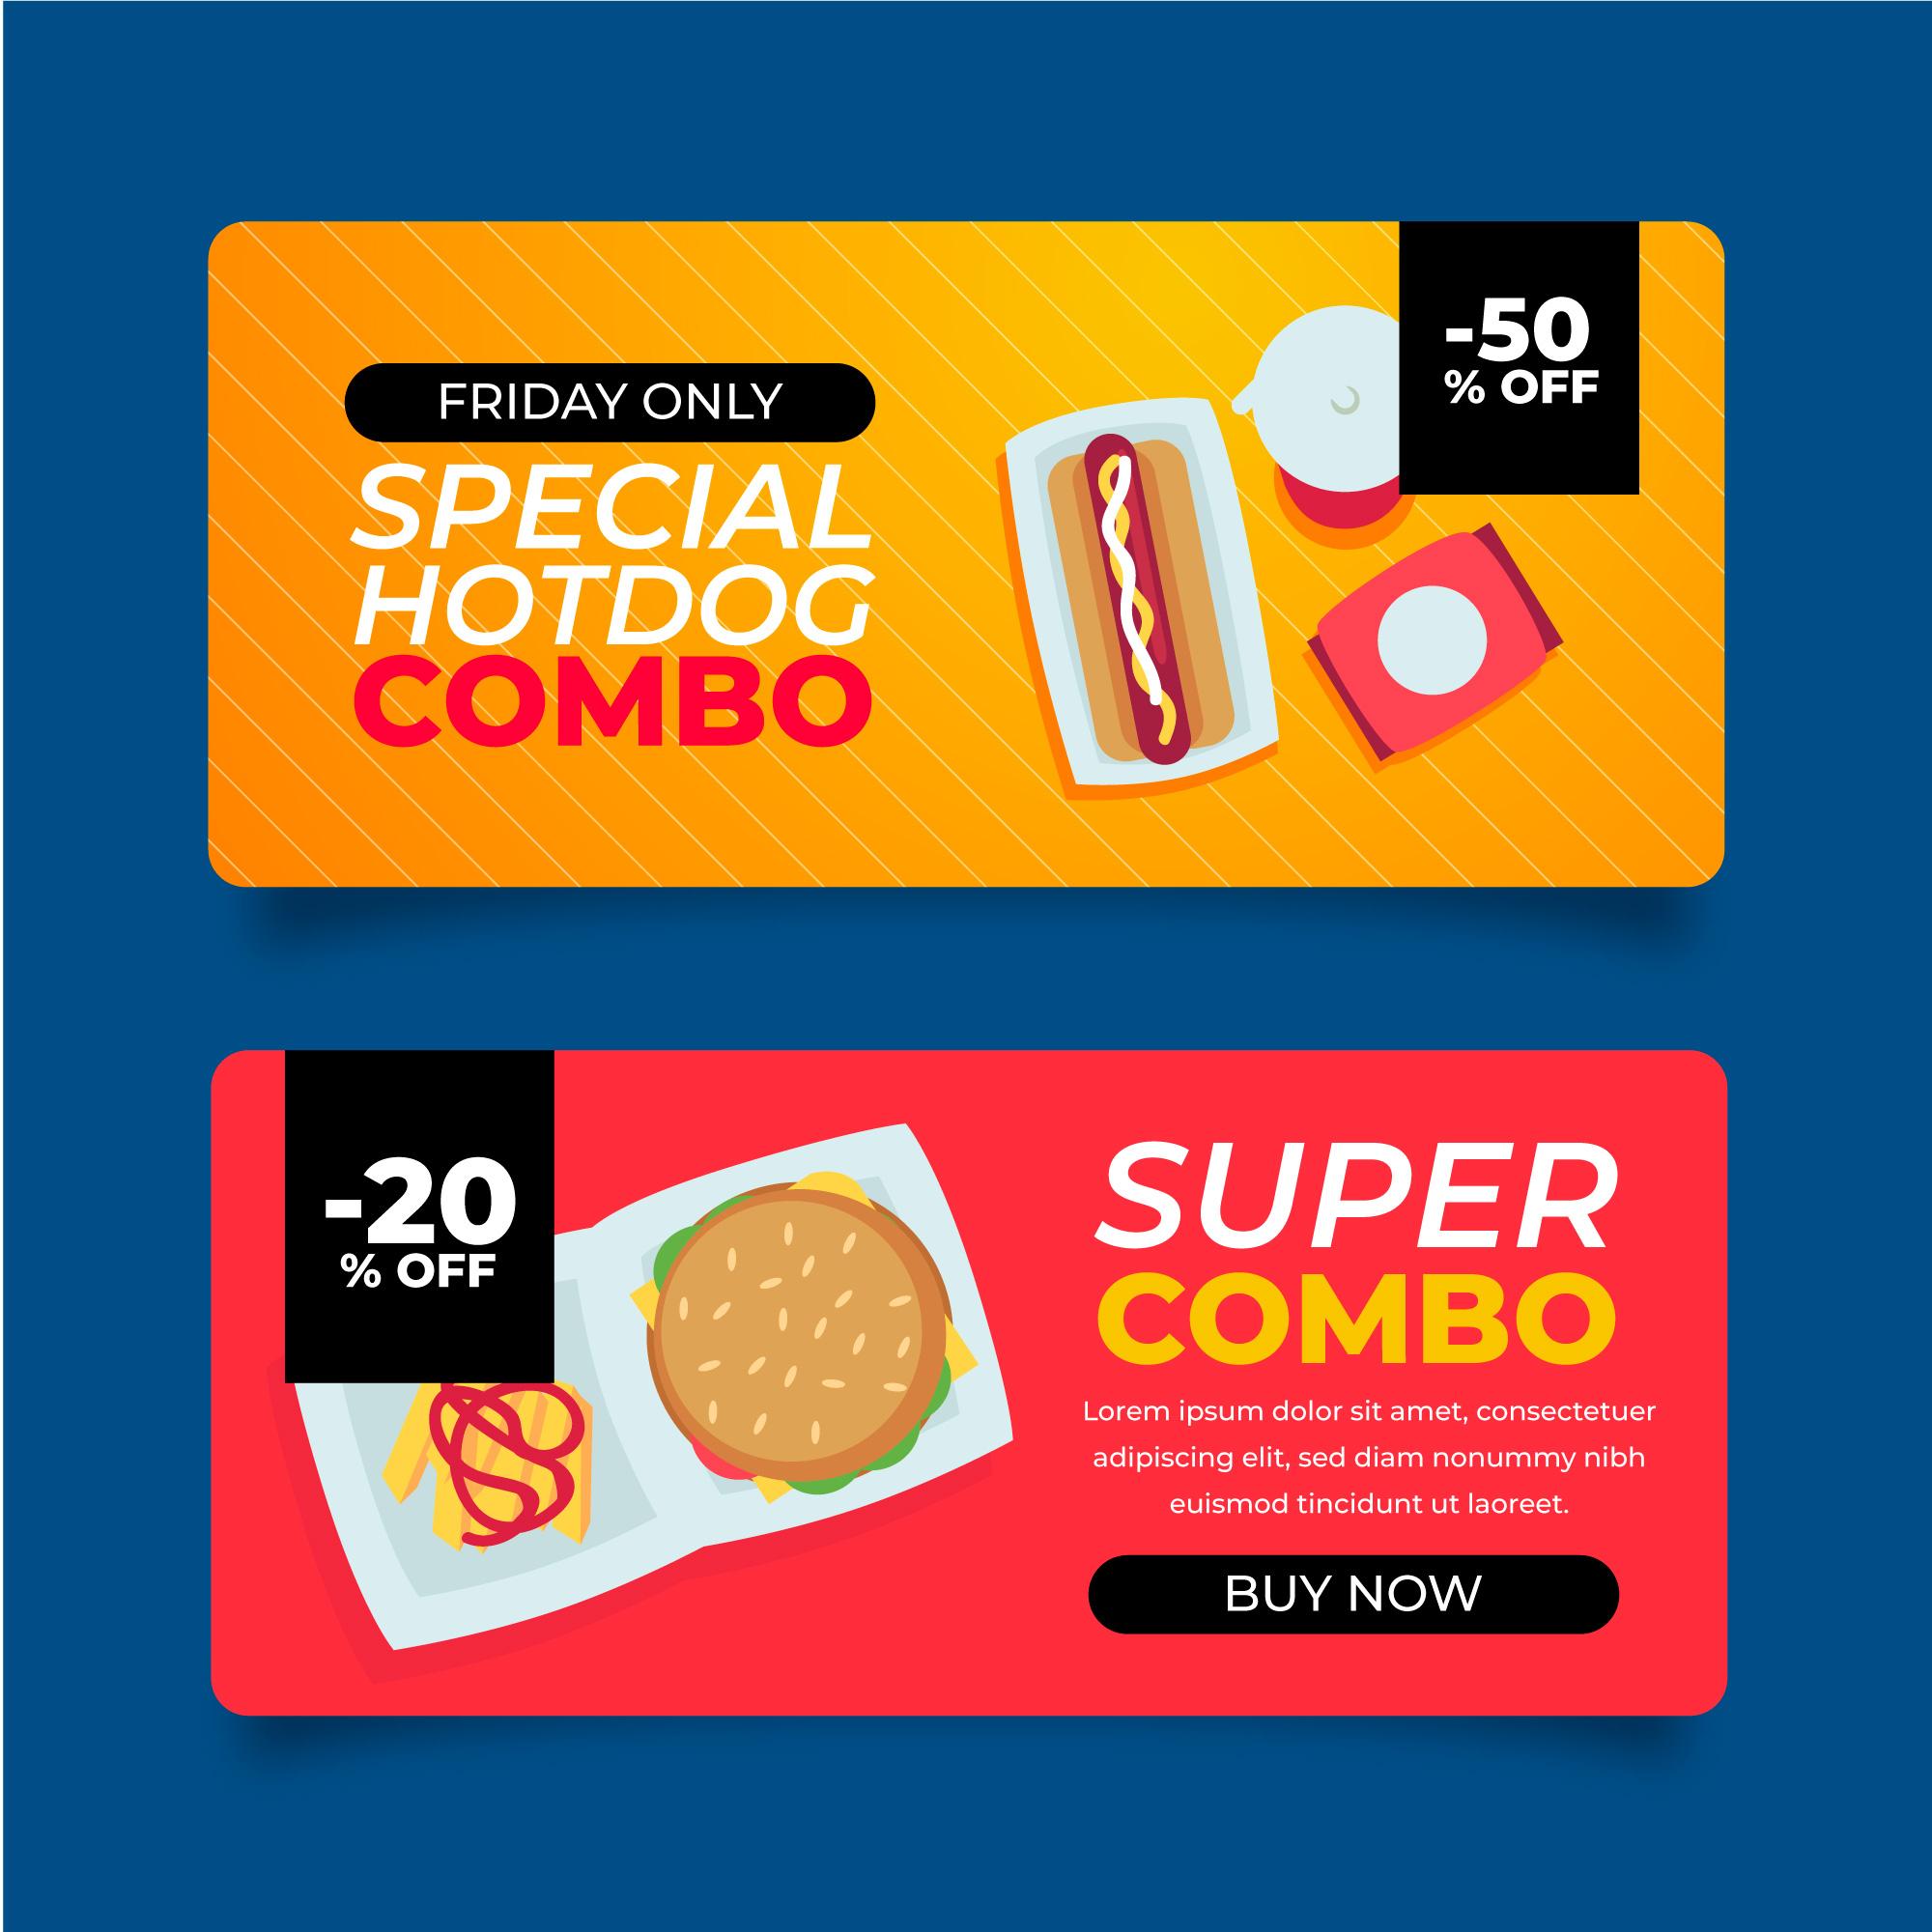 -50
% OFF
FRIDAY ONLY
SPECIAL
HOTDOG
COMBO
-20
% OFF
SUPER
COMBO
Lorem ipsum dolor sit amet, consectetuer
adipiscing elit, sed diam nonummy nibh
euismod tincidunt ut laoreet.
BUY NOW